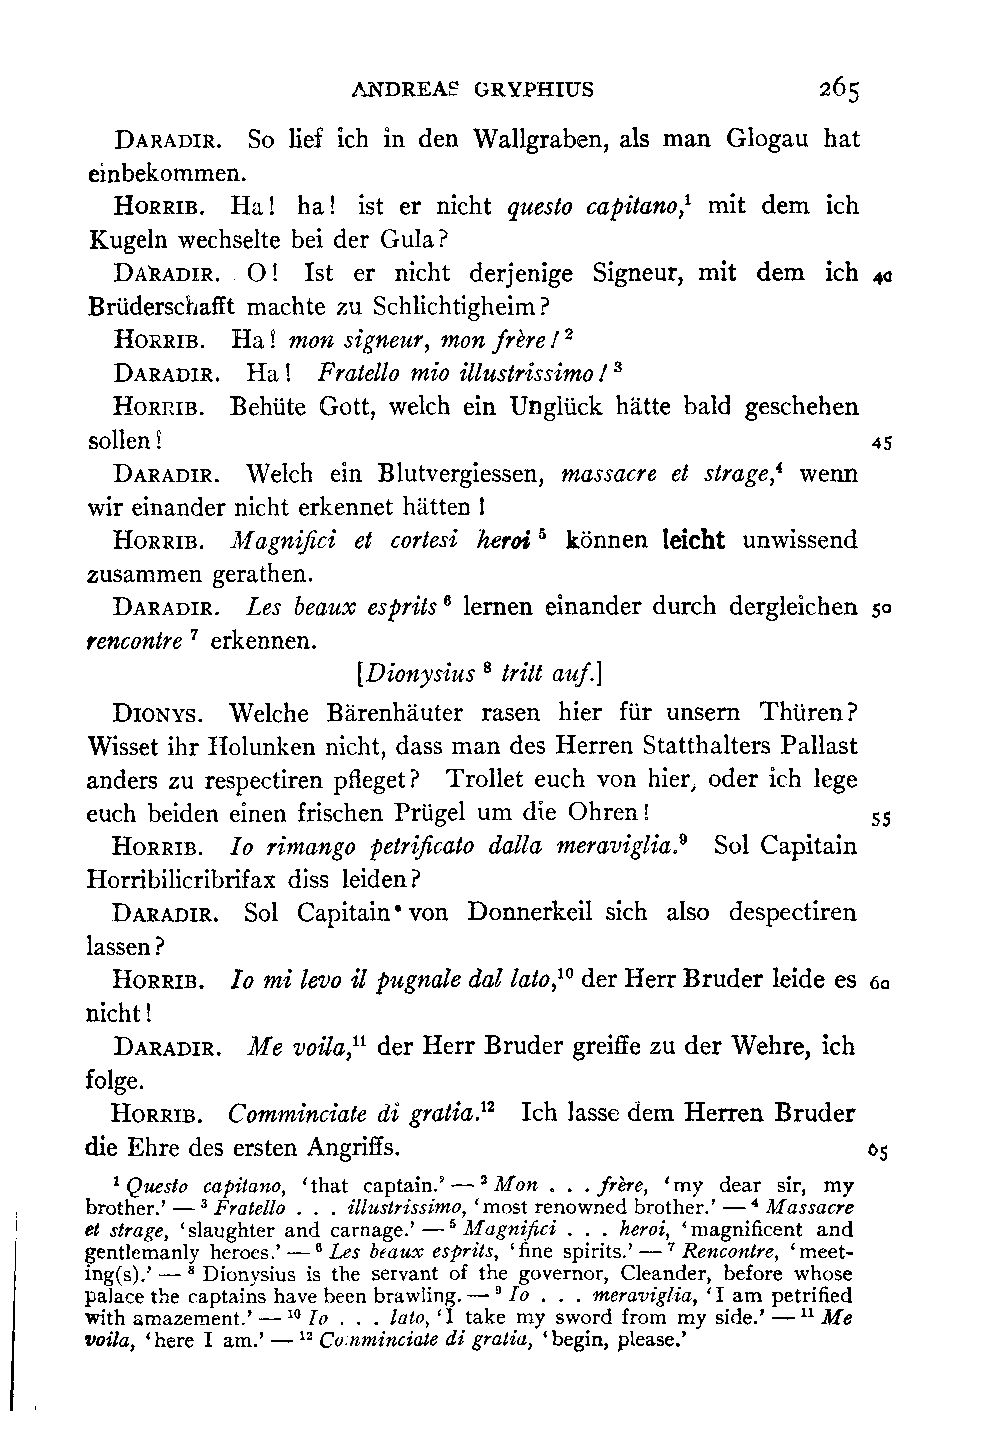 ANDREAS GRYPHIUS 265
DARADIR. So lief ich in den Wallgraben, als man Glogau hat
einbekommen.
HORRIB. Ha! ha! ist er nicht questo capitano,¹ mit dem ich
Kugeln wechselte bei der Gula?
DARADIR. O! Ist er nicht derjenige Signeur, mit dem ich 40
Brüderschafft machte zu Schlichtigheim?
HORRIB. Ha! mon signeur, mon frère!²
DARADIR. Ha! Fratello mio illustrissimo!³
HORRIB. Behüte Gott, welch ein Unglück hätte bald geschehen
sollen! 45
DARADIR. Welch ein Blutvergiessen, massacre et strage,⁴ wenn
wir einander nicht erkennet hätten!
HORRIB. Magnifici et cortesi heroi⁵ können leicht unwissend
zusammen gerathen.
DARADIR. Les beaux esprits⁶ lernen einander durch dergleichen 50
rencontre⁷ erkennen.
[Dionysius⁸ tritt auf.]
DIONYS. Welche Bärenhäuter rasen hier für unsern Thüren?
Wisset ihr Holunken nicht, dass man des Herren Statthalters Pallast
anders zu respectiren pfleget? Trollet euch von hier, oder ich lege
euch beiden einen frischen Prügel um die Ohren! 55
HORRIB. Io rimango petrificato dalla meraviglia.⁹ Sol Capitain
Horribilicribrifax diss leiden?
DARADIR. Sol Capitain von Donnerkeil sich also despectiren
lassen?
HORRIB. Io mi levo il pugnale dal lato,¹⁰ der Herr Bruder leide es 60
nicht!
DARADIR. Me voila,¹¹ der Herr Bruder greiffe zu der Wehre, ich
folge.
HORRIB. Comminciate di gratia.¹² Ich lasse dem Herren Bruder
die Ehre des ersten Angriffs. 65
¹ Questo capitano, ‘that captain.’ — ² Mon . . . frère, ‘my dear sir, my
brother.’ — ³ Fratello . . . illustrissimo, ‘most renowned brother.’ — ⁴ Massacre
et strage, ‘slaughter and carnage.’ — ⁵ Magnifici . . . heroi, ‘magnificent and
gentlemanly heroes.’ — ⁶ Les beaux esprits, ‘fine spirits.’ — ⁷ Rencontre, ‘meet-
ing(s).’ — ⁸ Dionysius is the servant of the governor, Cleander, before whose
palace the captains have been brawling. — ⁹ Io . . . meraviglia, ‘I am petrified
with amazement.’ — ¹⁰ Io . . . lato, ‘I take my sword from my side.’ — ¹¹ Me
voila, ‘here I am.’ — ¹² Comminciate di gratia, ‘begin, please.’